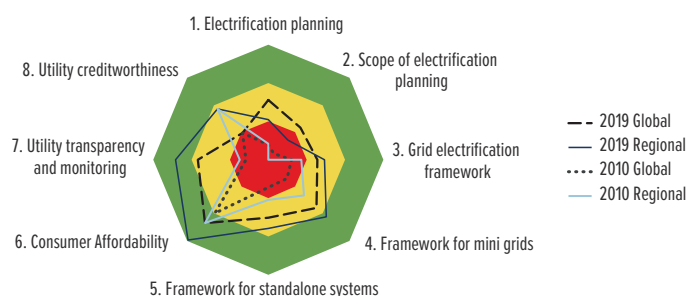 1. Electrification planning
2. Scope of electrification
planning
3. Grid electrification
framework
4. Framework for mini grids
5. Framework for standalone systems
6. Consumer Affordability
7. Utility transparency
and monitoring
8. Utility creditworthiness
2019 Global
2019 Regional
2010 Global
2010 Regional